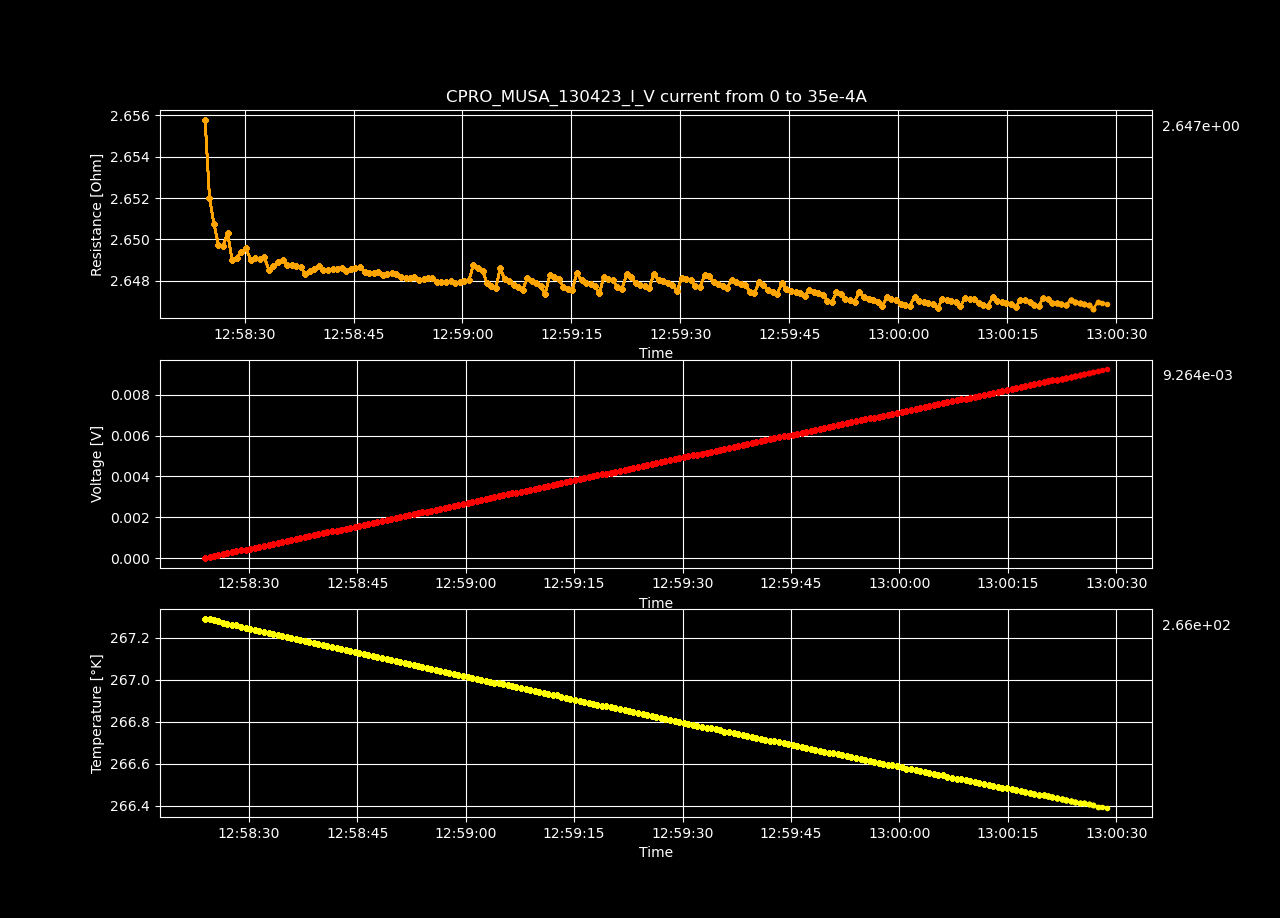 CPRO_MUSA_130423_I_V current from 0 to 35e-4A
2.656
2.654
2.652
2.650
2.648
Resistance [Ohm]
2.647e+00
12:58:30 12:58:45 12:59:00 12:59:15 12:59:30 12:59:45 13:00:00 13:00:15 13:00:30
Time
0.008
0.006
0.004
0.002
0.000
Voltage [V]
9.264e-03
12:58:30 12:58:45 12:59:00 12:59:15 12:59:30 12:59:45 13:00:00 13:00:15 13:00:30
Time
267.2
267.0
266.8
266.6
266.4
Temperature [°K]
2.66e+02
12:58:30 12:58:45 12:59:00 12:59:15 12:59:30 12:59:45 13:00:00 13:00:15 13:00:30
Time